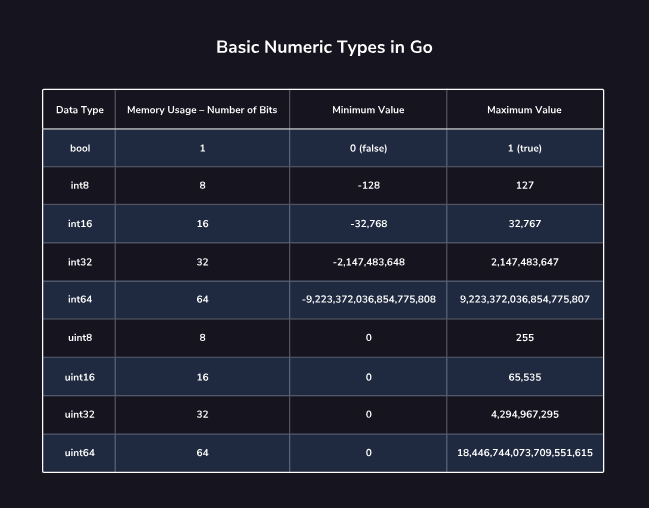 Basic Numeric Types in Go
Data Type Memory Usage – Number of Bits Minimum Value Maximum Value
bool 1 0 (false) 1 (true)
int8 8 -128 127
int16 16 -32,768 32,767
int32 32 -2,147,483,648 2,147,483,647
int64 64 -9,223,372,036,854,775,808 9,223,372,036,854,775,807
uint8 8 0 255
uint16 16 0 65,535
uint32 32 0 4,294,967,295
uint64 64 0 18,446,744,073,709,551,615